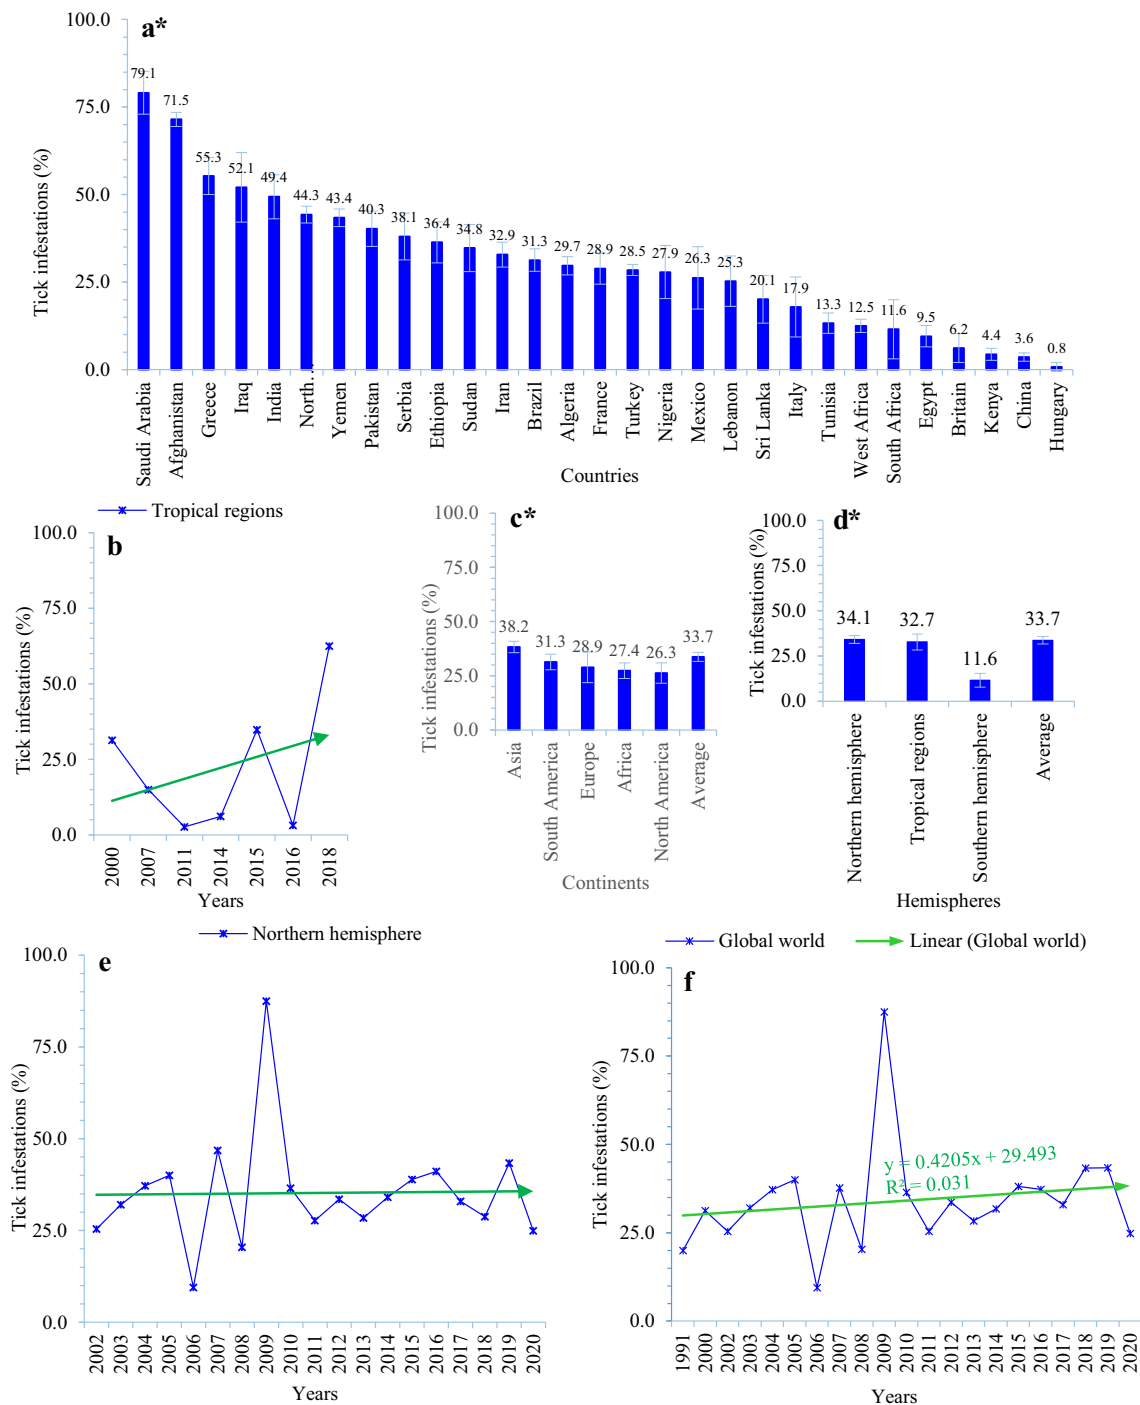 a*
100.0
75.0
50.0
25.0
0.0
Tick infestations (%)
79.1
71.5
55.3
52.1
49.4
44.3
43.4
40.3
38.1
36.4
34.8
32.9
31.3
29.7
28.9
28.5
27.9
26.3
25.3
20.1
17.9
13.3
12.5
11.6
9.5
6.2
4.4
3.6
0.8
Saudi Arabia
Afghanistan
Greece
Iraq
India
North…
Yemen
Pakistan
Serbia
Ethiopia
Sudan
Iran
Brazil
Algeria
France
Turkey
Nigeria
Mexico
Lebanon
Sri Lanka
Italy
Tunisia
West Africa
South Africa
Egypt
Britain
Kenya
China
Hungary
Countries
Tropical regions
b
100.0
75.0
50.0
25.0
0.0
Tick infestations (%)
2000
2007
2011
2014
2015
2016
2018
Years
c*
100.0
75.0
50.0
25.0
0.0
Tick infestations (%)
38.2
31.3
28.9
27.4
26.3
33.7
Asia
South America
Europe
Africa
North America
Average
Continents
d*
100.0
75.0
50.0
25.0
0.0
Tick infestations (%)
34.1
32.7
11.6
33.7
Northern hemisphere
Tropical regions
Southern hemisphere
Average
Hemispheres
Northern hemisphere
e
100.0
75.0
50.0
25.0
0.0
Tick infestations (%)
2002
2003
2004
2005
2006
2007
2008
2009
2010
2011
2012
2013
2014
2015
2016
2017
2018
2019
2020
Years
Global world
Linear (Global world)
f
100.0
75.0
50.0
25.0
0.0
Tick infestations (%)
y = 0.4205x + 29.493
R² = 0.031
1991
2000
2002
2003
2004
2005
2006
2007
2008
2009
2010
2011
2012
2013
2014
2015
2016
2017
2018
2019
2020
Years